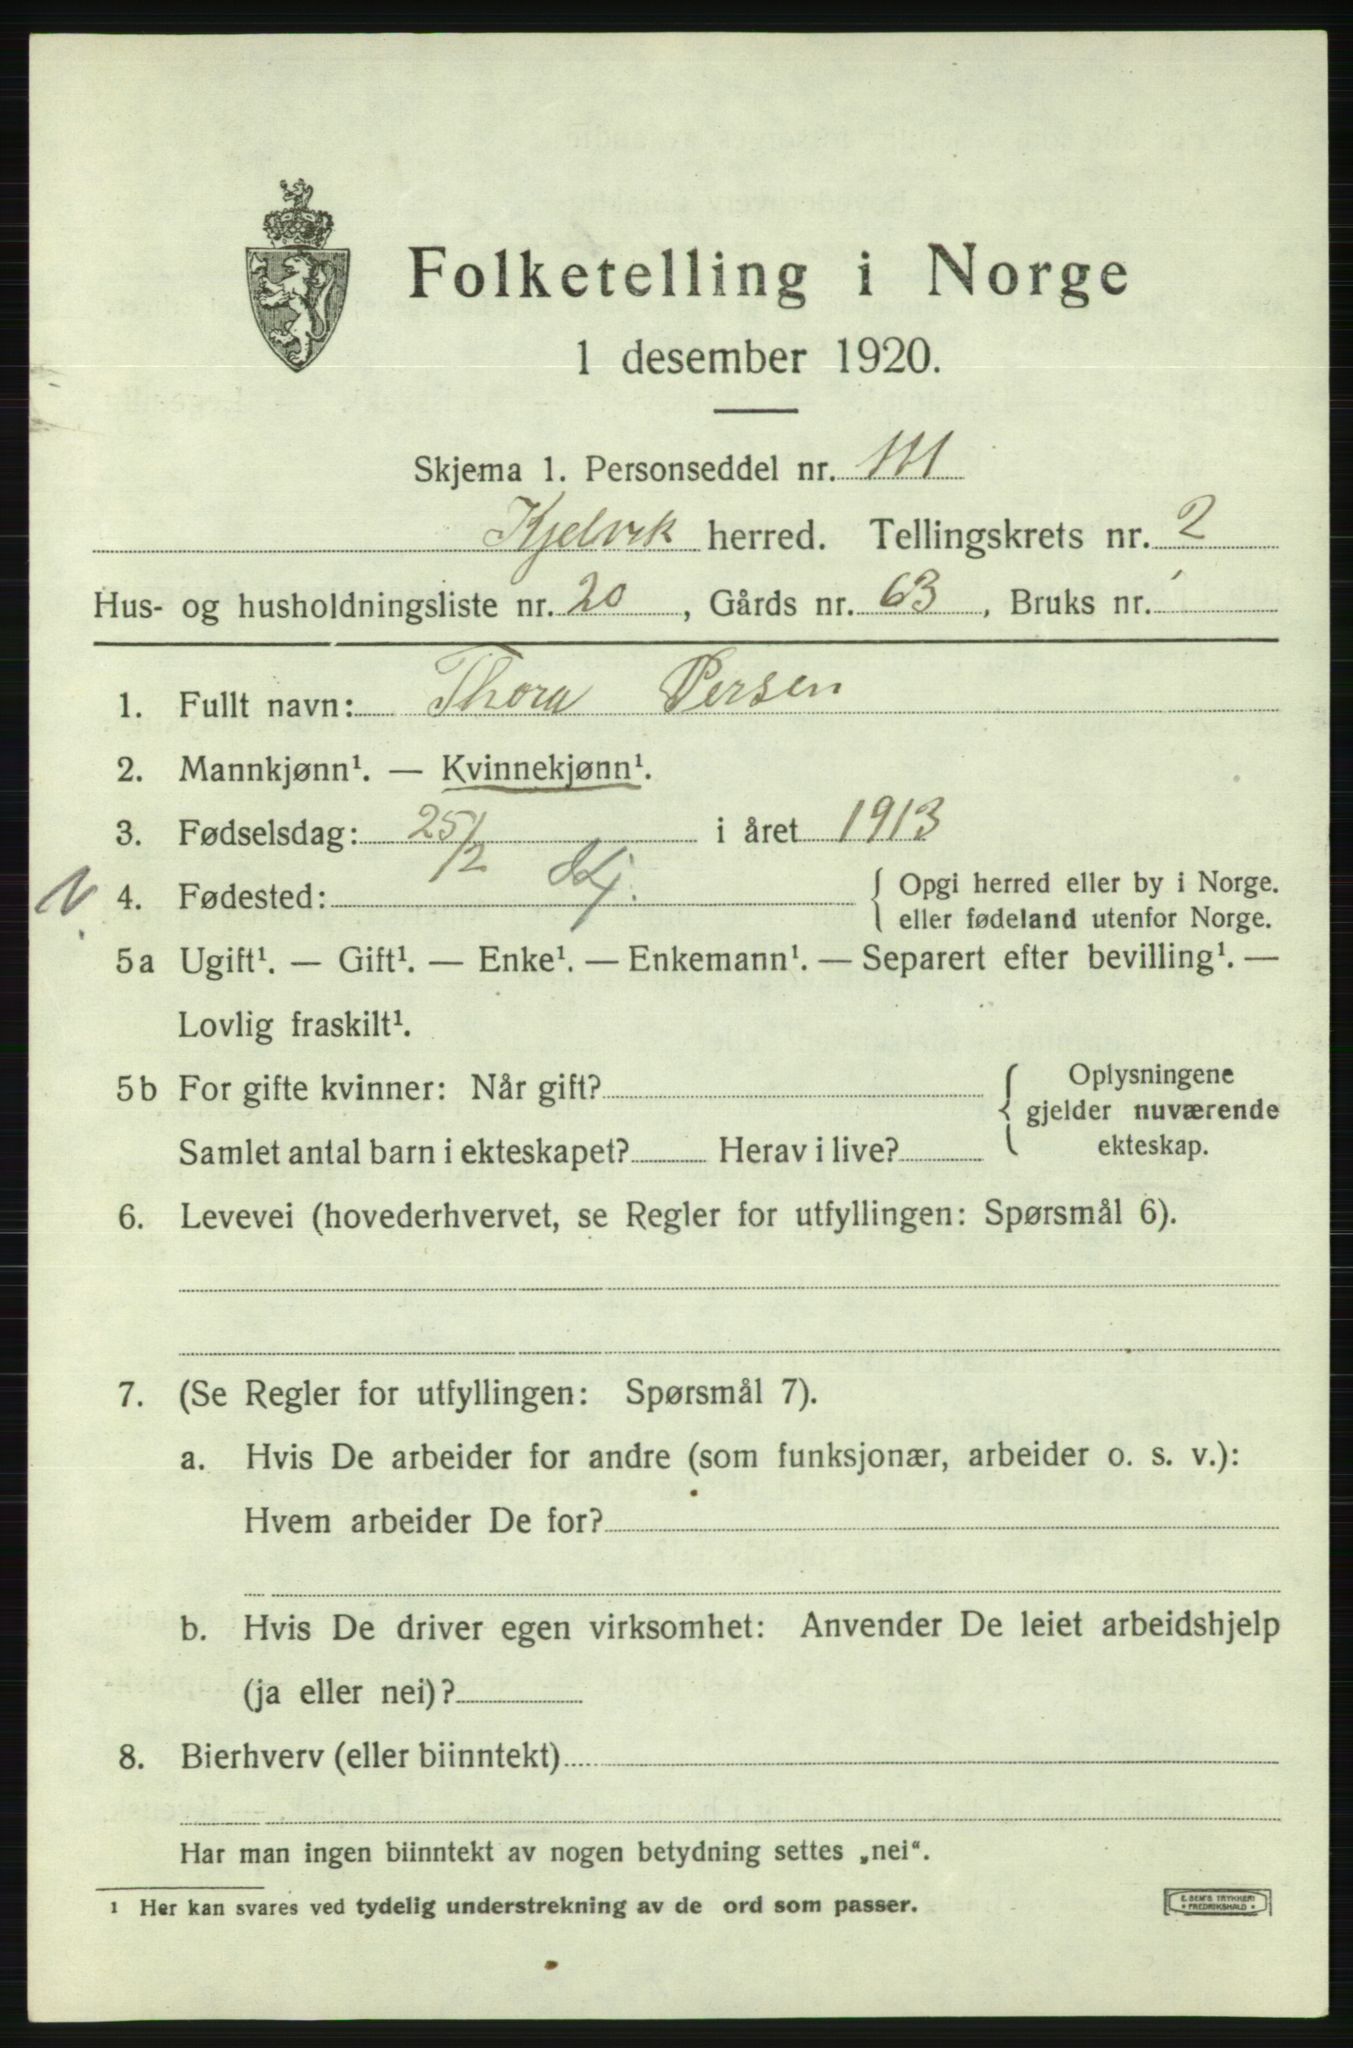 Folketelling i Norge
1 desember 1920.
Skjema 1. Personseddel nr. 111
Kjelvik herred. Tellingskrets nr. 2
Hus- og husholdningsliste nr. 20, Gårds nr. 63, Bruks nr.
1. Fullt navn: Thora Persen
2. Mannkjønn¹. — Kvinnekjønn¹.
3. Fødselsdag: 25/2 i året 1913
N 4. Fødested: { Opgi herred eller by i Norge.
eller fødeland utenfor Norge.
5a Ugift¹. — Gift¹. — Enke¹. — Enkemann¹. — Separert efter bevilling¹. —
Lovlig fraskilt¹.
5b For gifte kvinner: Når gift? { Oplysningene
gjelder nuværende
Samlet antal barn i ekteskapet? Herav i live? ekteskap.
6. Levevei (hovederhvervet, se Regler for utfyllingen: Spørsmål 6).
7. (Se Regler for utfyllingen: Spørsmål 7).
a. Hvis De arbeider for andre (som funksjonær, arbeider o. s. v.):
Hvem arbeider De for?
b. Hvis De driver egen virksomhet: Anvender De leiet arbeidshjelp
(ja eller nei)?
8. Bierhverv (eller biinntekt)
Har man ingen biinntekt av nogen betydning settes „nei“.
¹ Her kan svares ved tydelig understrekning av de ord som passer.
E. SEM'S TRYKKERI
* FREDRIKSHALD *